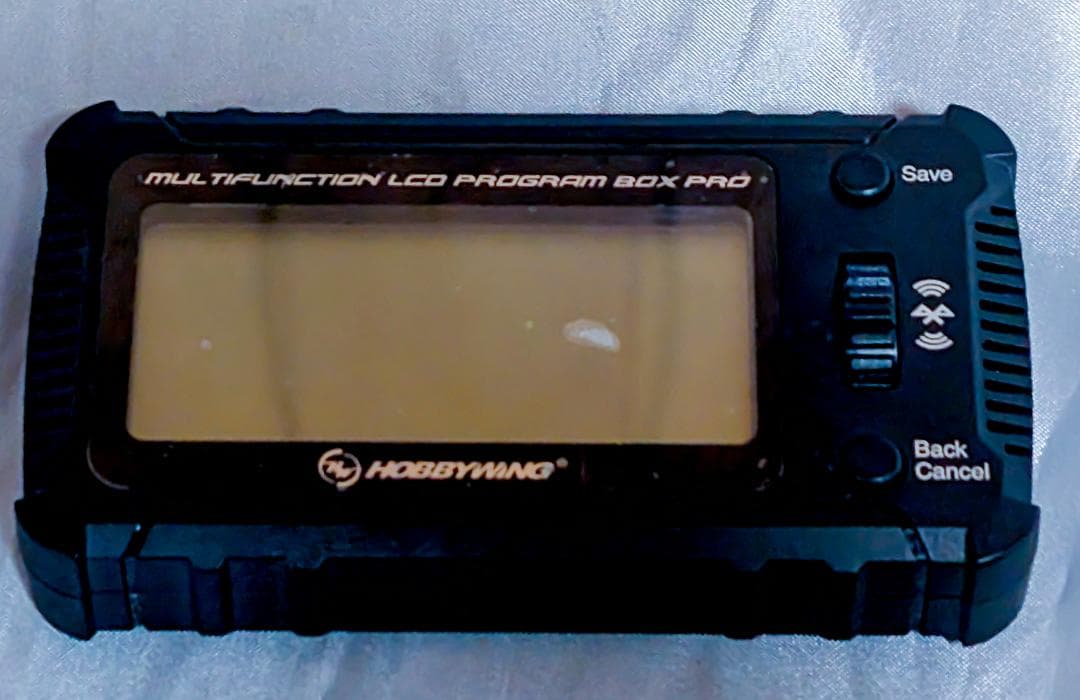 MULTIFUNCTION LCD PROGRAM BOX PRO
Save
Back
Cancel
HOBBYWING®